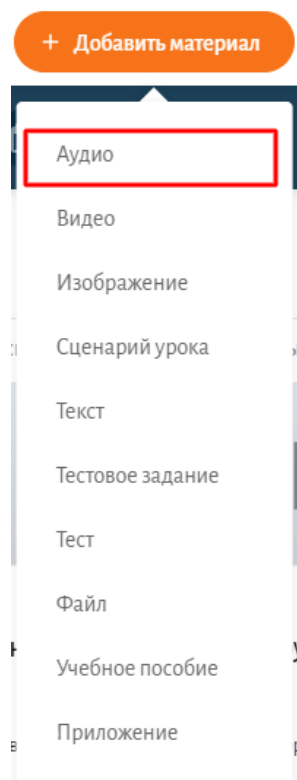 + Добавить материал
Аудио
Видео
Изображение
Сценарий урока
Текст
Тестовое задание
Тест
Файл
Учебное пособие
Приложение